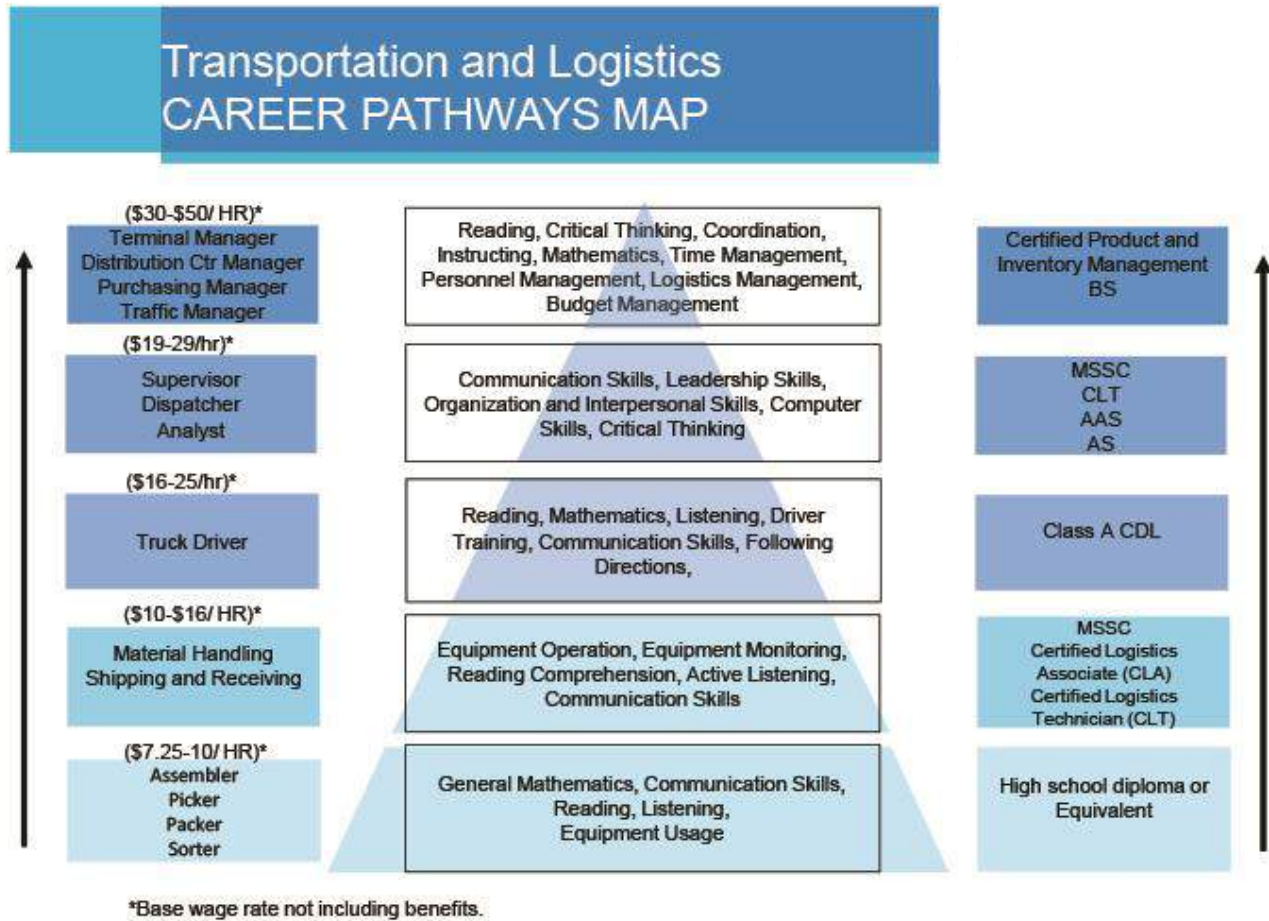 Transportation and Logistics
CAREER PATHWAYS MAP
($30-$50/ HR)*
Terminal Manager
Distribution Ctr Manager
Purchasing Manager
Traffic Manager
Reading, Critical Thinking, Coordination,
Instructing, Mathematics, Time Management,
Personnel Management, Logistics Management,
Budget Management
Certified Product and
Inventory Management
BS
($19-29/hr)*
Supervisor
Dispatcher
Analyst
Communication Skills, Leadership Skills,
Organization and Interpersonal Skills, Computer
Skills, Critical Thinking
MSSC
CLT
AAS
AS
($16-25/hr)*
Truck Driver
Reading, Mathematics, Listening, Driver
Training, Communication Skills, Following
Directions,
Class A CDL
($10-$16/ HR)*
Material Handling
Shipping and Receiving
Equipment Operation, Equipment Monitoring,
Reading Comprehension, Active Listening,
Communication Skills
MSSC
Certified Logistics
Associate (CLA)
Certified Logistics
Technician (CLT)
($7.25-10/ HR)*
Assembler
Picker
Packer
Sorter
General Mathematics, Communication Skills,
Reading, Listening,
Equipment Usage
High school diploma or
Equivalent
*Base wage rate not including benefits.